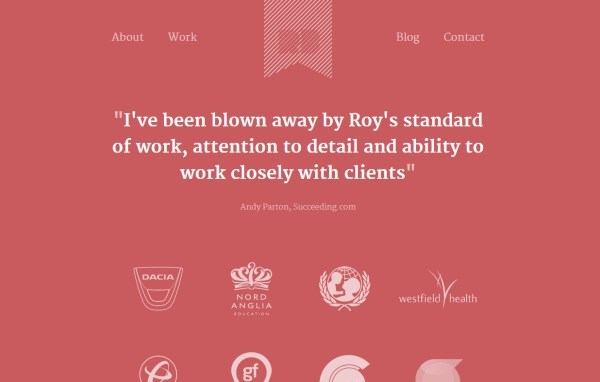 About Work Blog Contact
RB
"I've been blown away by Roy's standard
of work, attention to detail and ability to
work closely with clients"
Andy Parton, Succeeding.com
DACIA
NORD
ANGLIA
EDUCATION
westfield health
gf